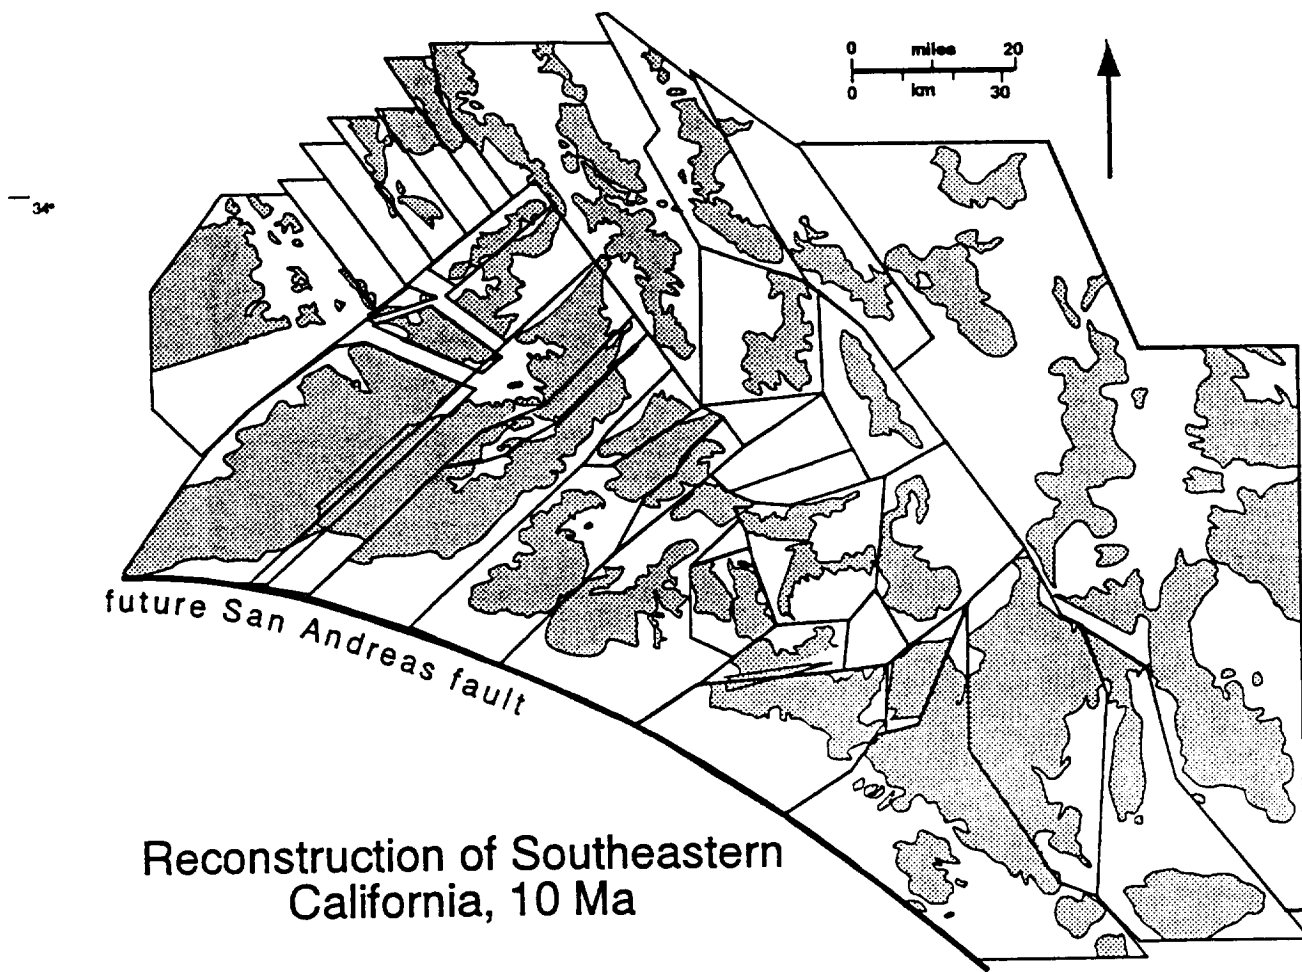 0 miles 20
0 km 30
34°
future San Andreas fault
Reconstruction of Southeastern
California, 10 Ma